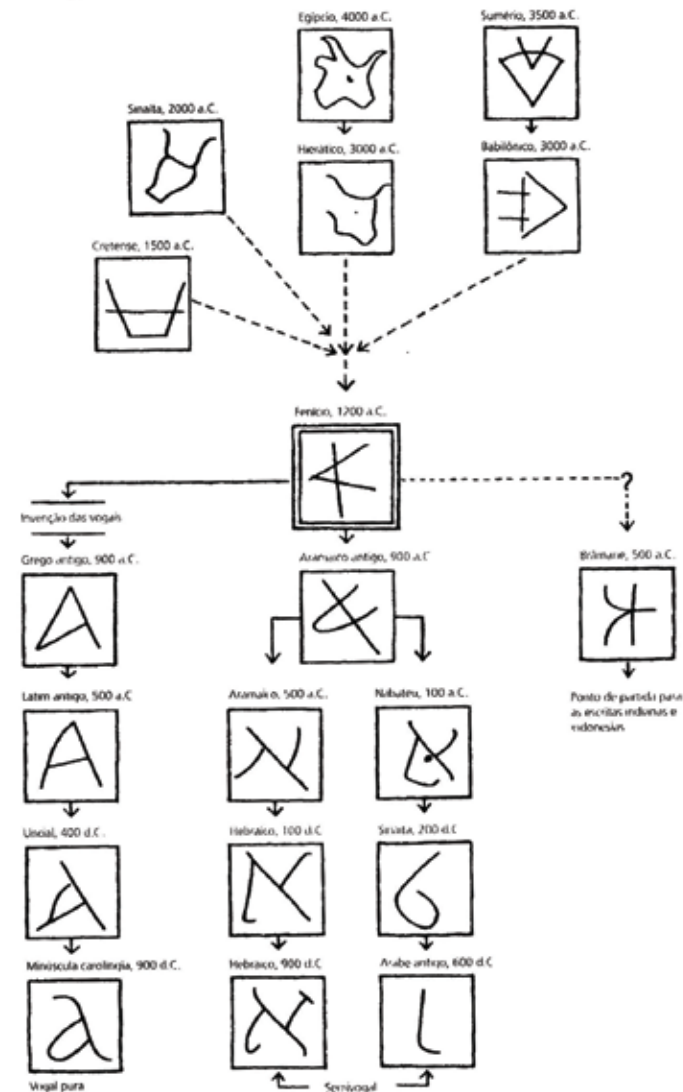 Egípcio, 4000 a.C.
Sumério, 3500 a.C.
Sinaíta, 2000 a.C.
Hierático, 3000 a.C.
Babilônico, 3000 a.C.
Cretense, 1500 a.C.
Fenício, 1200 a.C.
?
Invenção das vogais
Grego antigo, 900 a.C.
Aramaico antigo, 900 a.C
Brâmane, 500 a.C.
Latim antigo, 500 a.C
Aramaico, 500 a.C.
Nabateu, 100 a.C.
Ponto de partida para
as escritas indianas e
indonésias
Uncial, 400 d.C.
Hebraico, 100 d.C
Sinaíta, 200 d.C
Minúscula carolíngia, 900 d.C.
Hebraico, 900 d.C
Árabe antigo, 600 d.C
Vogal pura
Semivogal